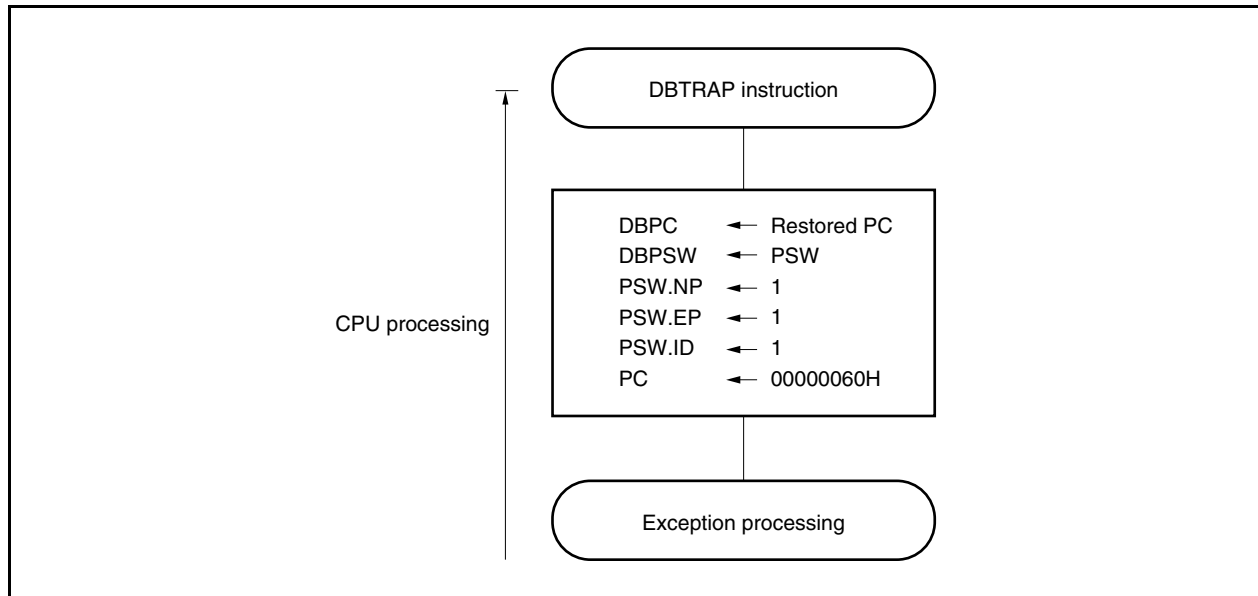 DBTRAP instruction
DBPC ← Restored PC
DBPSW ← PSW
PSW.NP ← 1
PSW.EP ← 1
PSW.ID ← 1
PC ← 00000060H
CPU processing
Exception processing